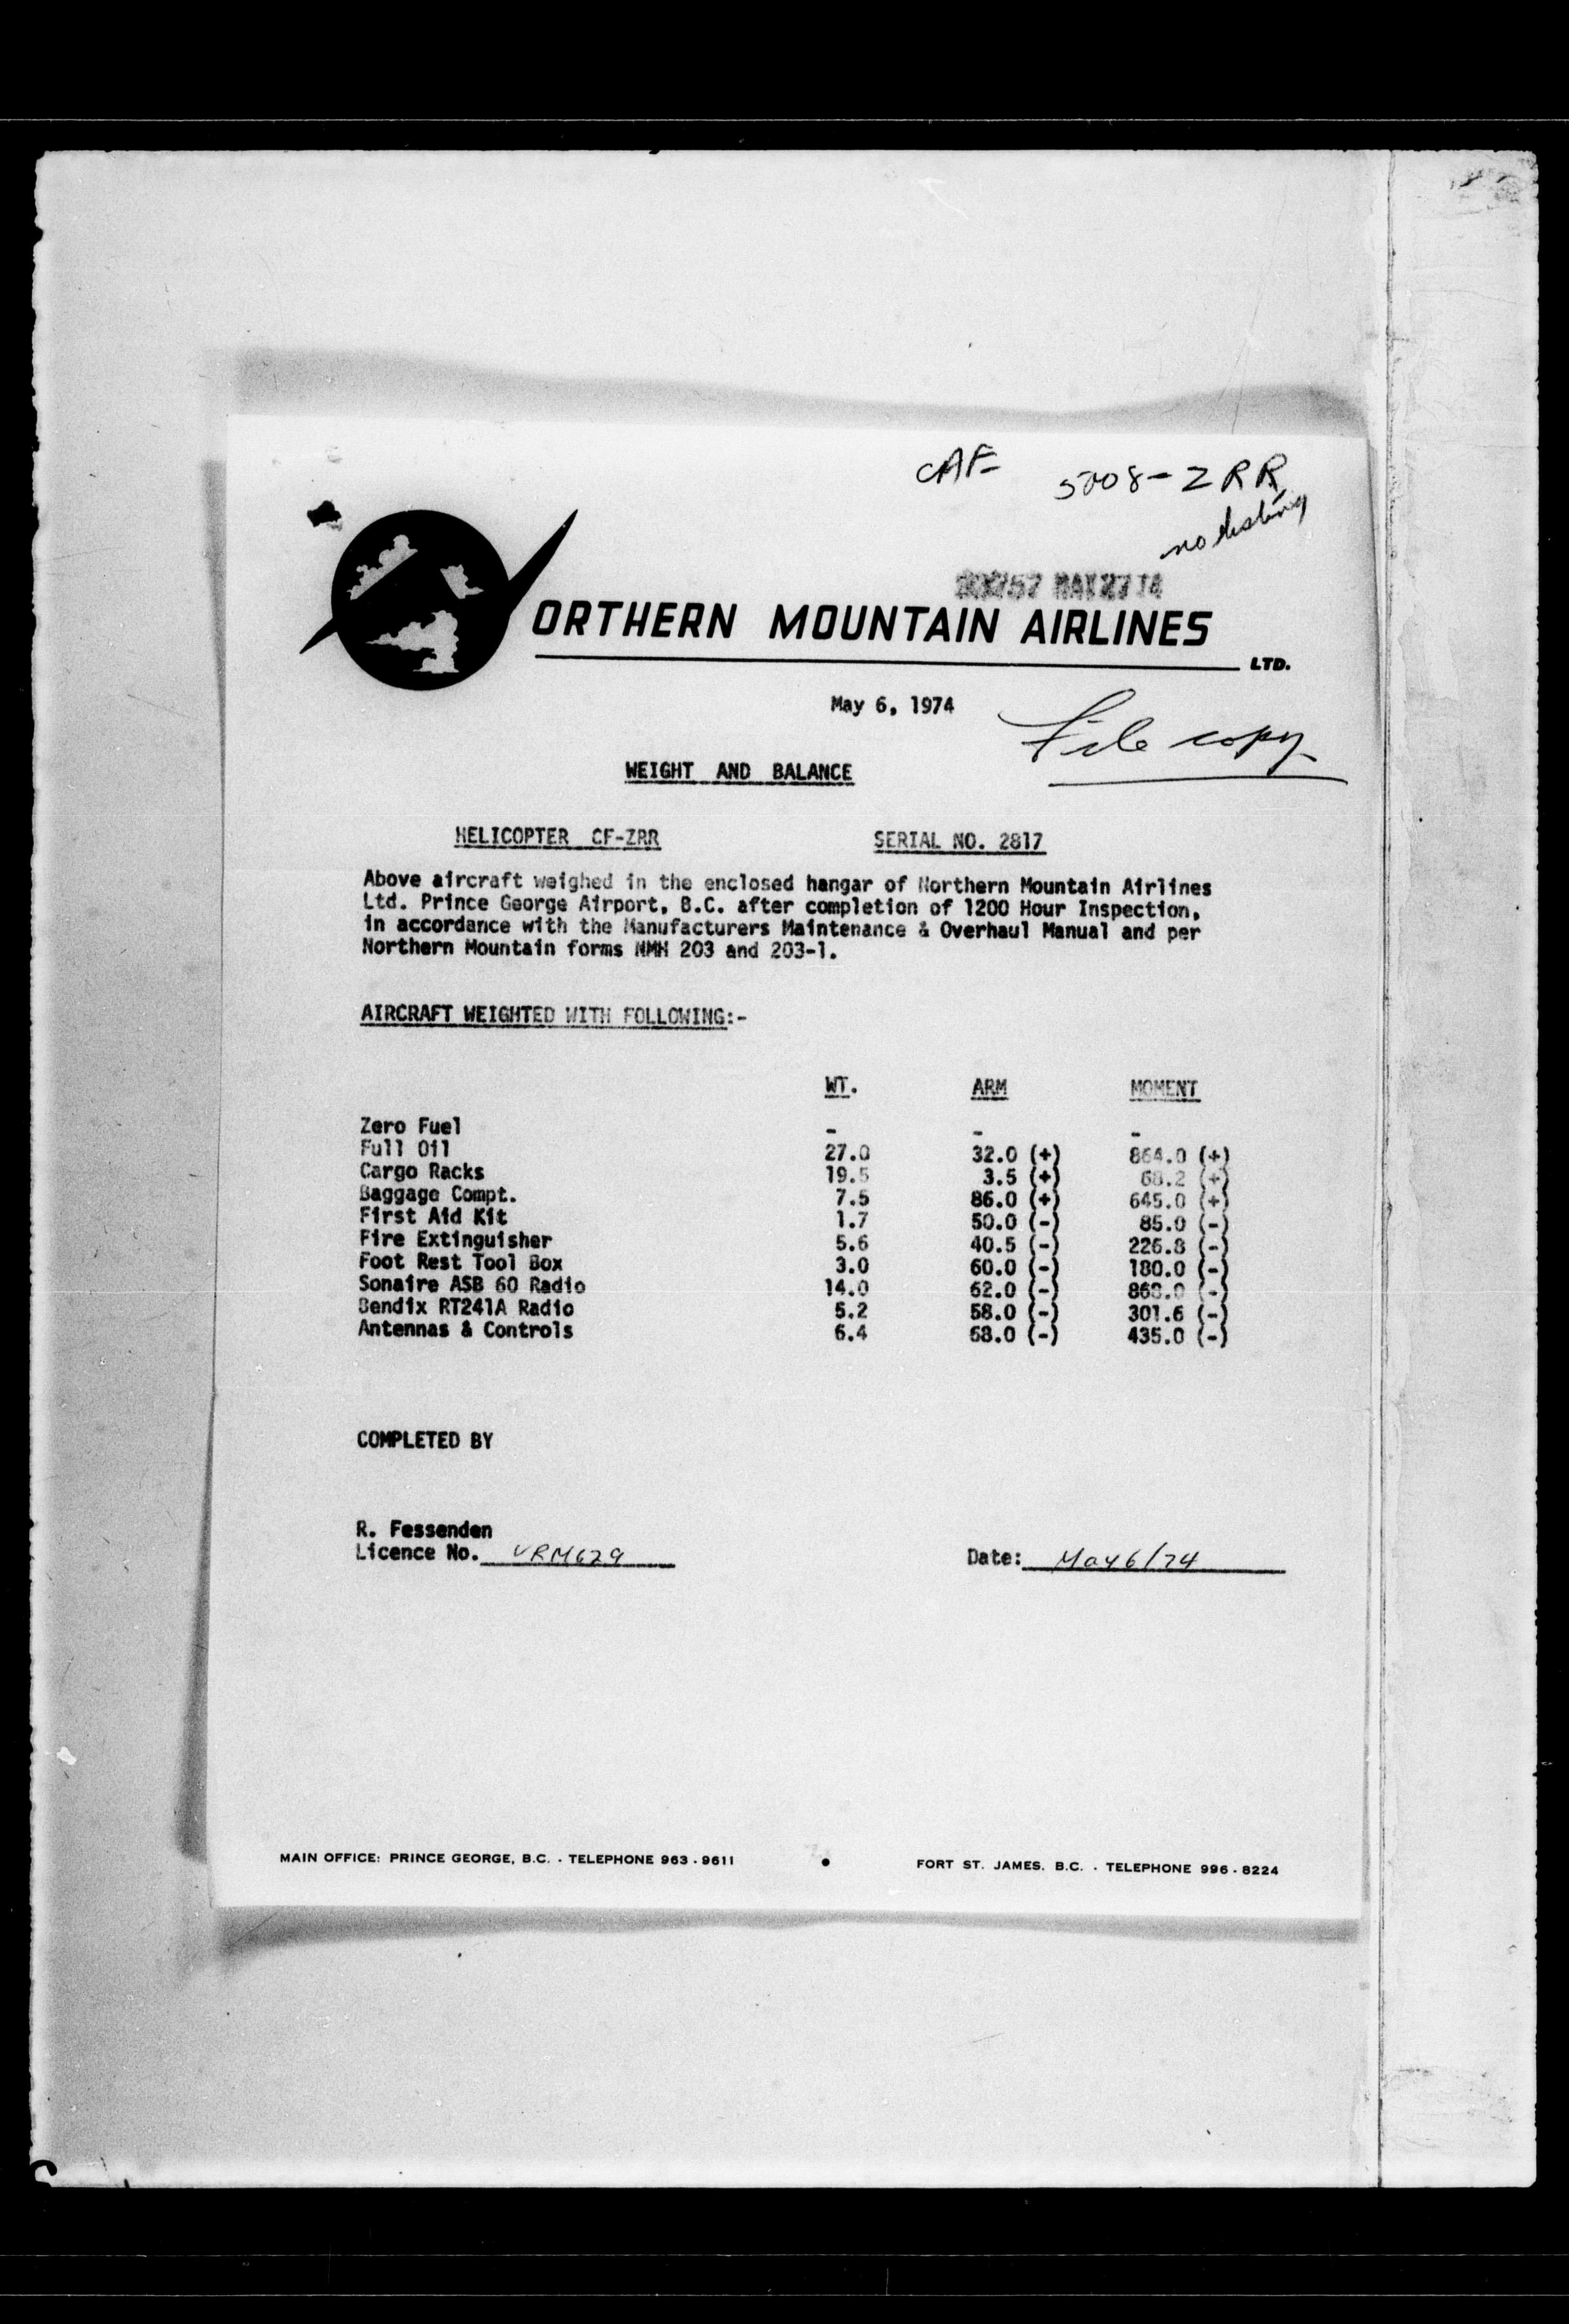 CAF 5008-ZRR
no listing
MAY 27 74
NORTHERN MOUNTAIN AIRLINES
LTD.
May 6, 1974
File copy
WEIGHT AND BALANCE
HELICOPTER CF-ZRR SERIAL NO. 2817
Above aircraft weighed in the enclosed hangar of Northern Mountain Airlines
Ltd. Prince George Airport, B.C. after completion of 1200 Hour Inspection,
in accordance with the Manufacturers Maintenance & Overhaul Manual and per
Northern Mountain forms NMH 203 and 203-1.
AIRCRAFT WEIGHTED WITH FOLLOWING:-
WT. ARM MOMENT
Zero Fuel - - -
Full Oil 27.0 32.0 (+) 864.0 (+)
Cargo Racks 19.5 3.5 (+) 68.2 (+)
Baggage Compt. 7.5 86.0 (+) 645.0 (+)
First Aid Kit 1.7 50.0 (-) 85.0 (-)
Fire Extinguisher 5.6 40.5 (-) 226.8 (-)
Foot Rest Tool Box 3.0 60.0 (-) 180.0 (-)
Sonaire ASB 60 Radio 14.0 62.0 (-) 868.0 (-)
Bendix RT241A Radio 5.2 58.0 (-) 301.6 (-)
Antennas & Controls 6.4 68.0 (-) 435.0 (-)
COMPLETED BY
R. Fessenden
Licence No. VRM629 Date: May 6/74
MAIN OFFICE: PRINCE GEORGE, B.C. . TELEPHONE 963 . 9611 • FORT ST. JAMES. B.C. . TELEPHONE 996 . 8224